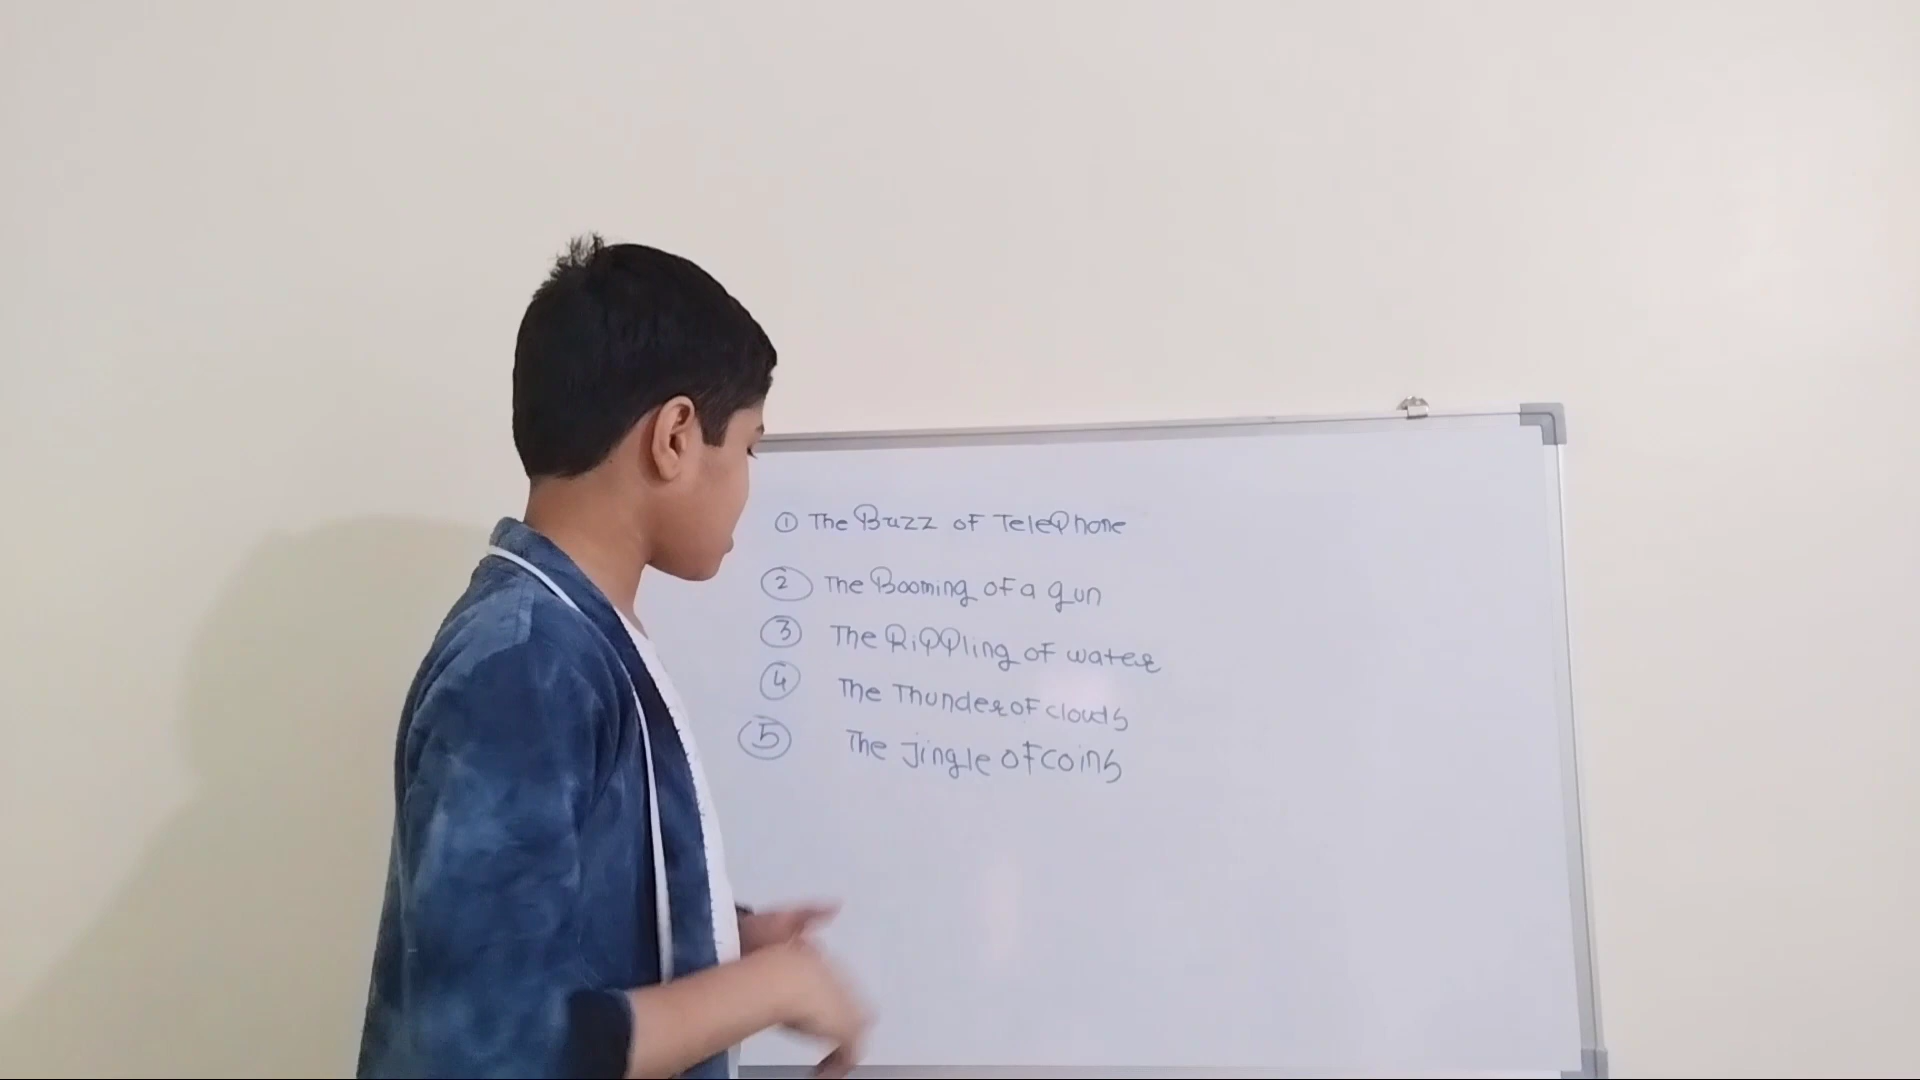 ① The Buzz of TelePhone
② The Booming of a gun
③ The RiPPling of water
④ The Thunder of clouds
⑤ The jingle of coins